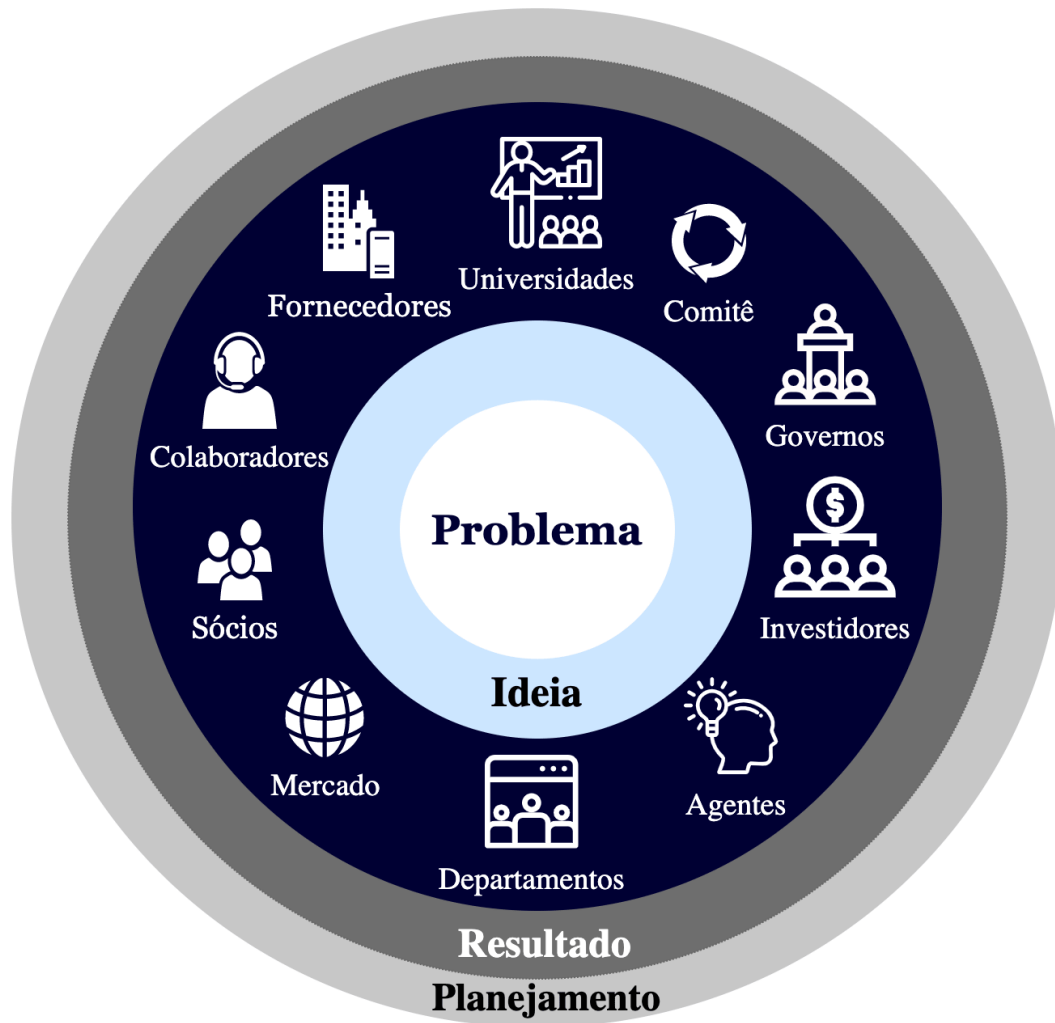 Universidades
Comitê
Fornecedores
Governos
Colaboradores
Problema
Sócios
Investidores
Ideia
Mercado
Agentes
Departamentos
Resultado
Planejamento